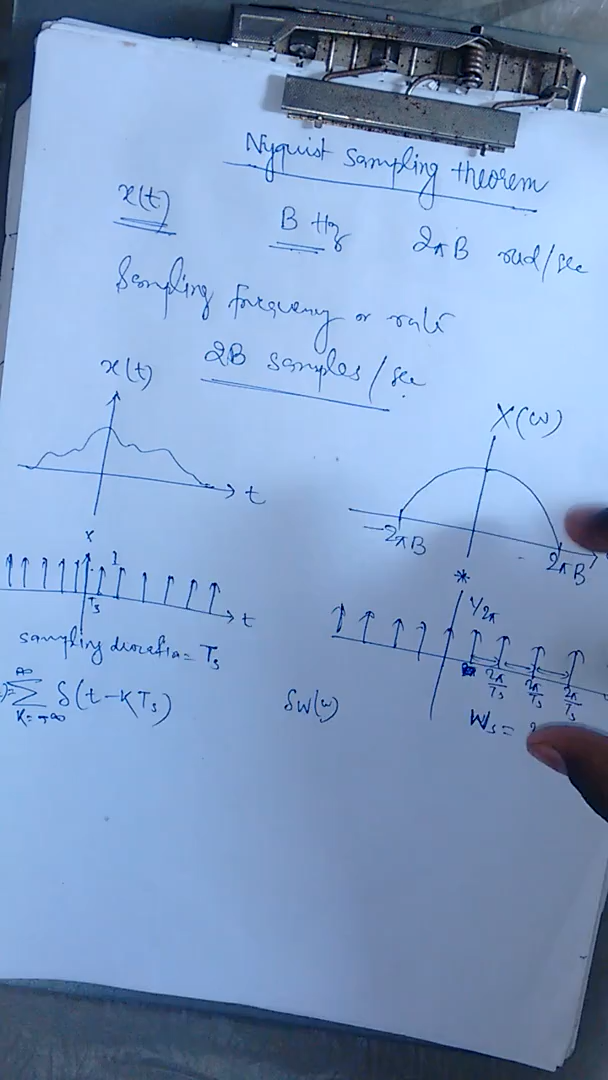 Nyquist Sampling theorem
x(t) B Hz 2πB rad/sec
Sampling frequency or rate
2B samples/sec
x(t)
t
X(ω)
-2πB 2πB
x
1
Ts
t
*
1/2π
2π/Ts 2π/Ts 2π/Ts
sampling duration = Ts
)=∑ δ(t-KTs)
∞
K=-∞
δω(ω)
Ws=